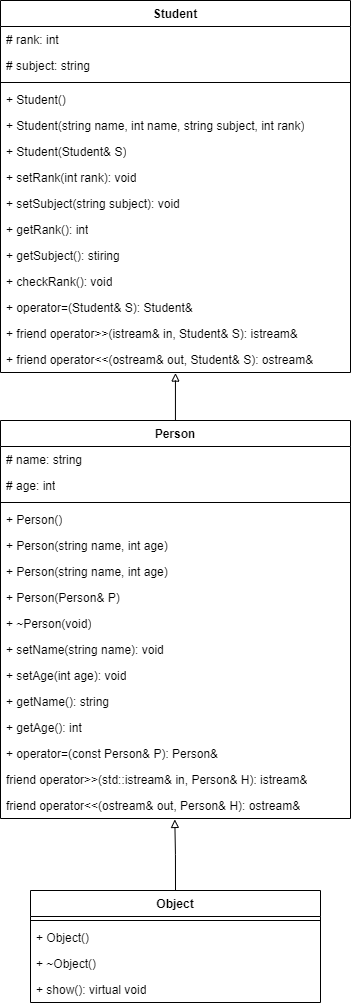 Student
# rank: int
# subject: string
+ Student()
+ Student(string name, int name, string subject, int rank)
+ Student(Student& S)
+ setRank(int rank): void
+ setSubject(string subject): void
+ getRank(): int
+ getSubject(): stiring
+ checkRank(): void
+ operator=(Student& S): Student&
+ friend operator>>(istream& in, Student& S): istream&
+ friend operator<<(ostream& out, Student& S): ostream&
Person
# name: string
# age: int
+ Person()
+ Person(string name, int age)
+ Person(string name, int age)
+ Person(Person& P)
+ ~Person(void)
+ setName(string name): void
+ setAge(int age): void
+ getName(): string
+ getAge(): int
+ operator=(const Person& P): Person&
friend operator>>(std::istream& in, Person& H): istream&
friend operator<<(ostream& out, Person& H): ostream&
Object
+ Object()
+ ~Object()
+ show(): virtual void